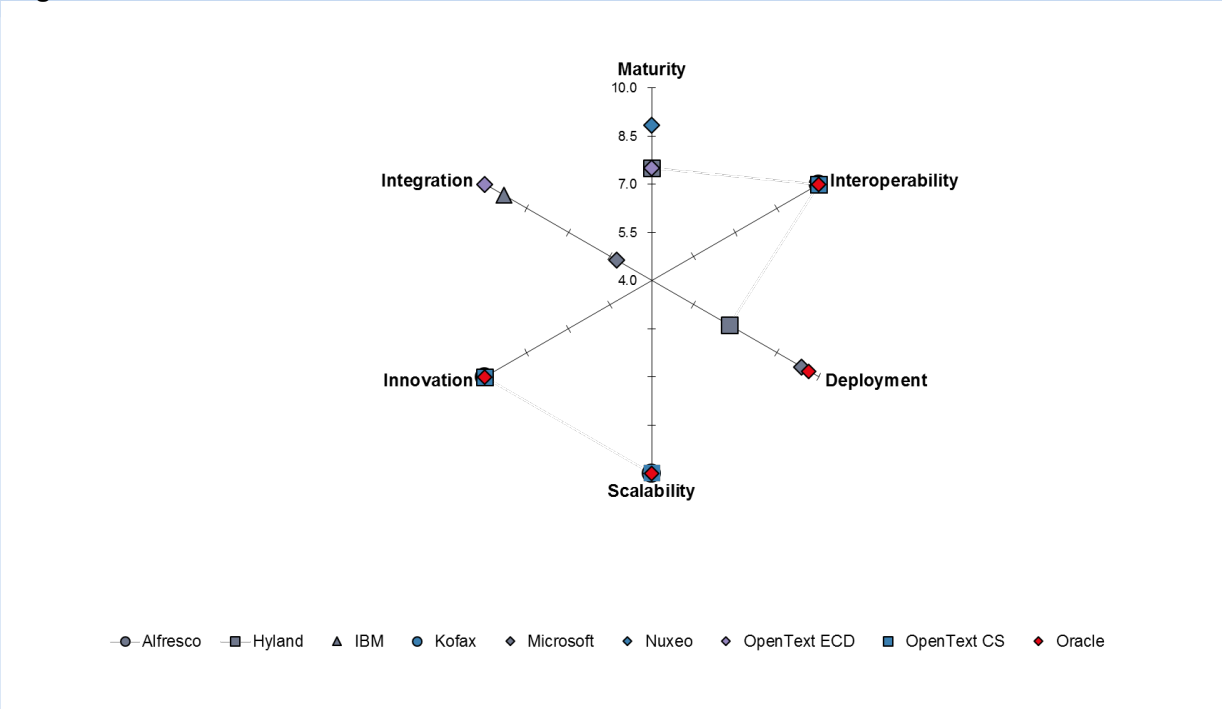 Maturity
10.0
8.5
Integration
7.0
Interoperability
5.5
4.0
Innovation
Deployment
Scalability
Alfresco Hyland IBM Kofax Microsoft Nuxeo OpenText ECD OpenText CS Oracle